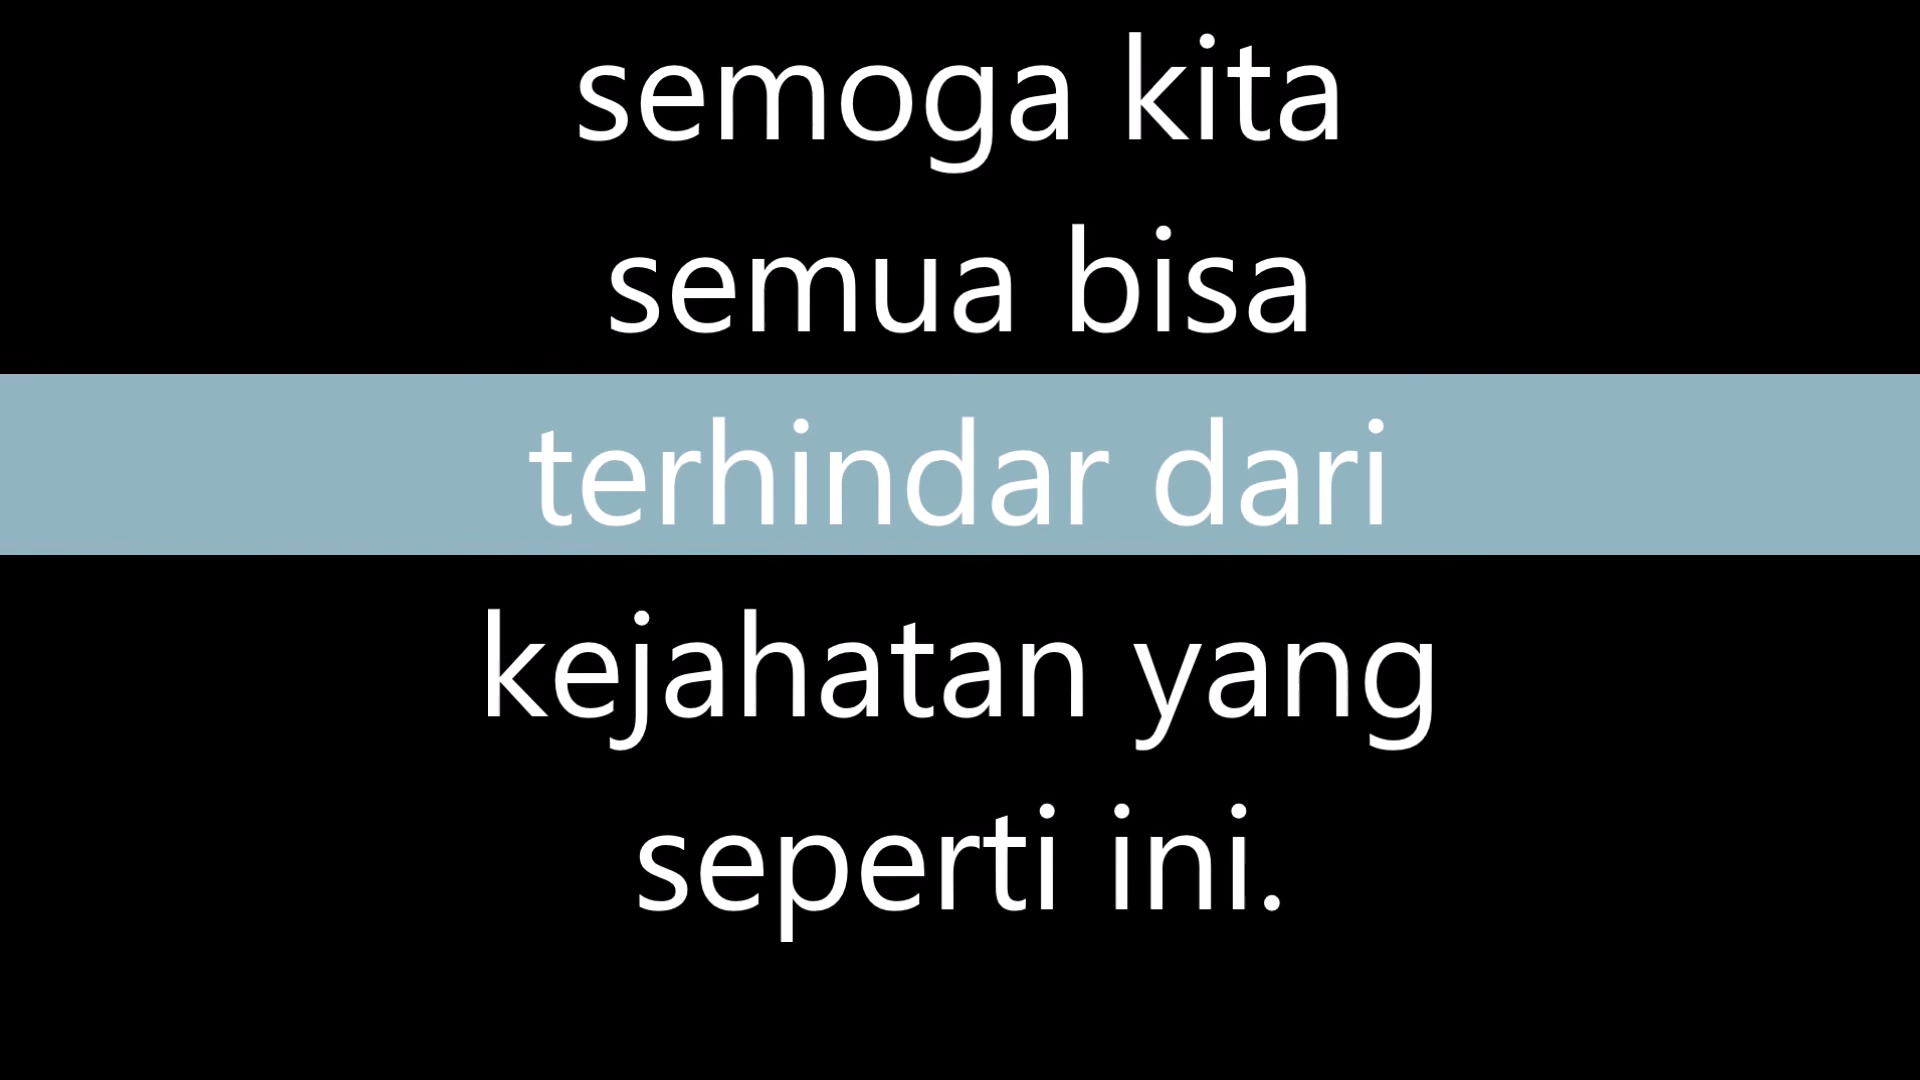 semoga kita
semua bisa
terhindar dari
kejahatan yang
seperti ini.